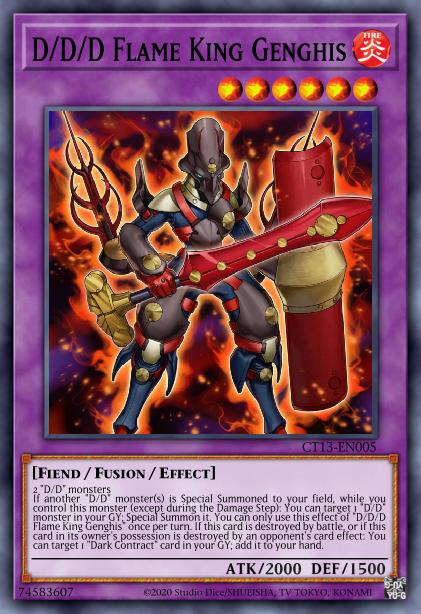 D/D/D Flame King Genghis
FIRE
炎
CT13-EN005
[Fiend / Fusion / Effect]
2 "D/D" monsters
If another "D/D" monster(s) is Special Summoned to your field, while you
control this monster (except during the Damage Step): You can target 1 "D/D"
monster in your GY; Special Summon it. You can only use this effect of "D/D/D
Flame King Genghis" once per turn. If this card is destroyed by battle, or if this
card in its owner's possession is destroyed by an opponent's card effect: You
can target 1 "Dark Contract" card in your GY; add it to your hand.
ATK/2000 DEF/1500
74583607
©2020 Studio Dice/SHUEISHA, TV TOKYO, KONAMI